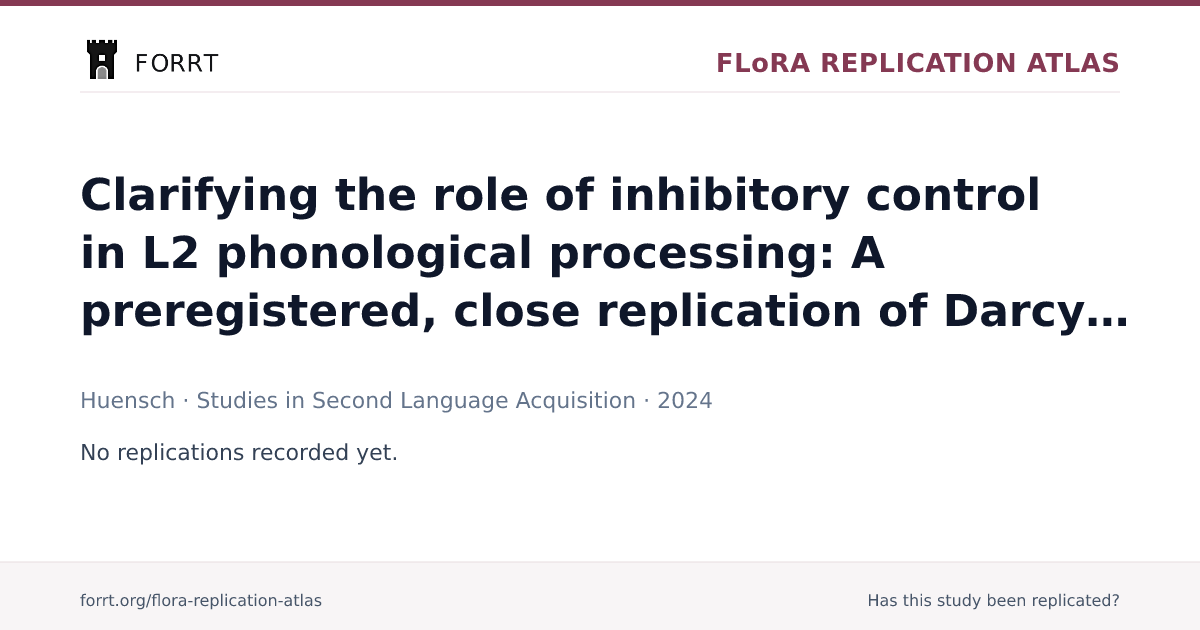 FORRT
FLoRA REPLICATION ATLAS
Clarifying the role of inhibitory control
in L2 phonological processing: A
preregistered, close replication of Darcy…
Huensch · Studies in Second Language Acquisition · 2024
No replications recorded yet.
forrt.org/flora-replication-atlas
Has this study been replicated?